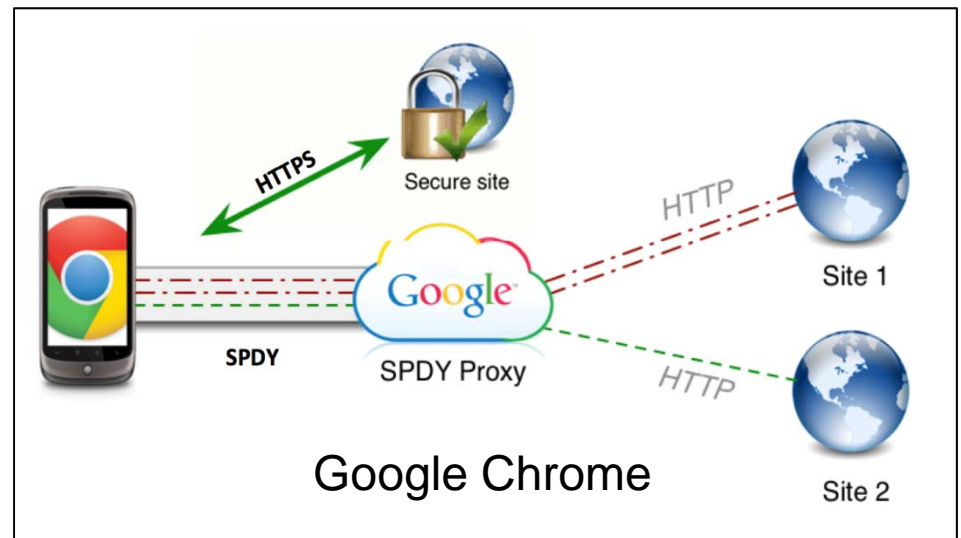 HTTPS
Secure site
HTTP
Site 1
Google
SPDY
SPDY Proxy
HTTP
Site 2
Google Chrome